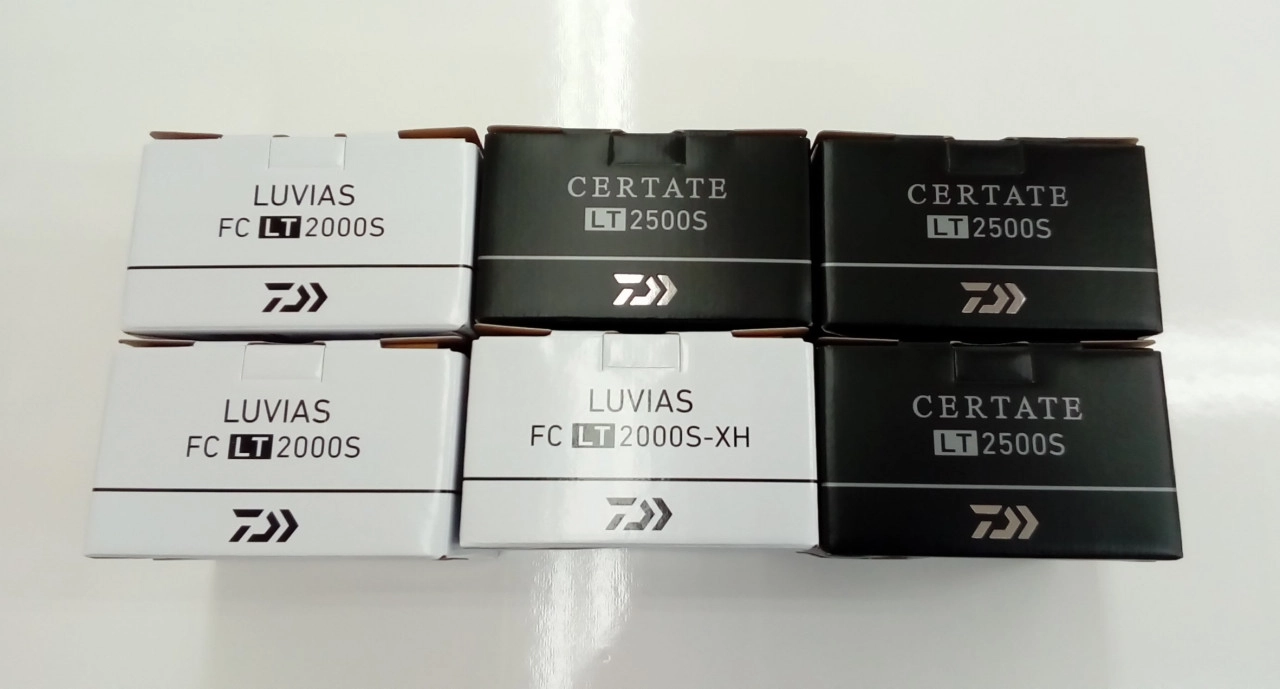 LUVIAS
FC LT 2000S
CERTATE
LT 2500S
CERTATE
LT 2500S
LUVIAS
FC LT 2000S
LUVIAS
FC LT 2000S-XH
CERTATE
LT 2500S